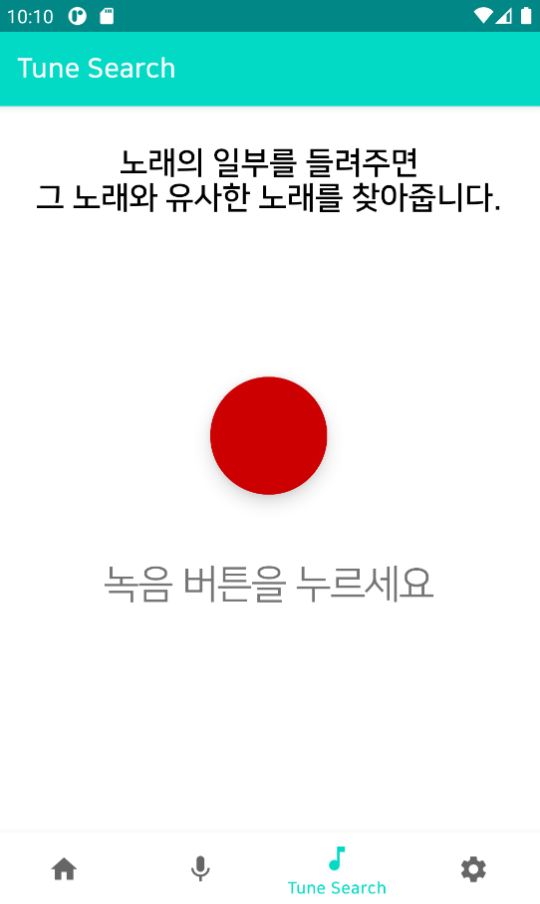 10:10
Tune Search
노래의 일부를 들려주면
그 노래와 유사한 노래를 찾아줍니다.
녹음 버튼을 누르세요
Tune Search